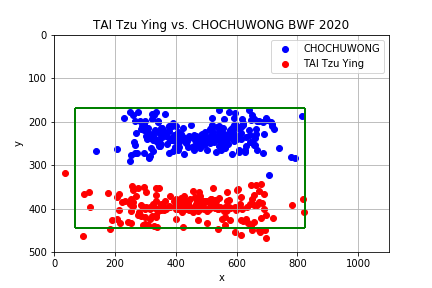 TAI Tzu Ying vs. CHOCHUWONG BWF 2020
CHOCHUWONG
TAI Tzu Ying
0
100
200
300
400
500
y
0 200 400 600 800 1000
x